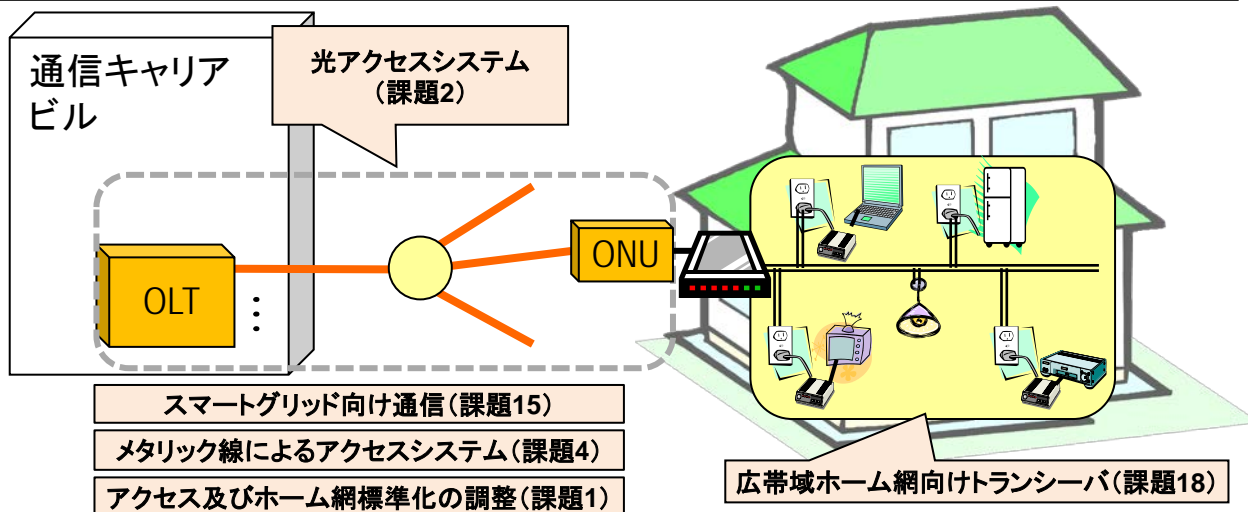 通信キャリア
ビル
光アクセスシステム
（課題2）
OLT
ONU
スマートグリッド向け通信（課題15）
メタリック線によるアクセスシステム（課題4）
アクセス及びホーム網標準化の調整（課題1）
広帯域ホーム網向けトランシーバ（課題18）